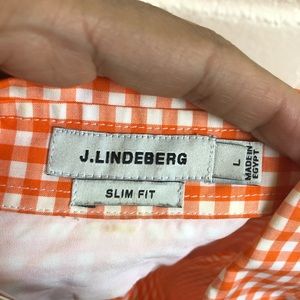 J.LINDEBERG
L
MADE IN
EGYPT
SLIM FIT